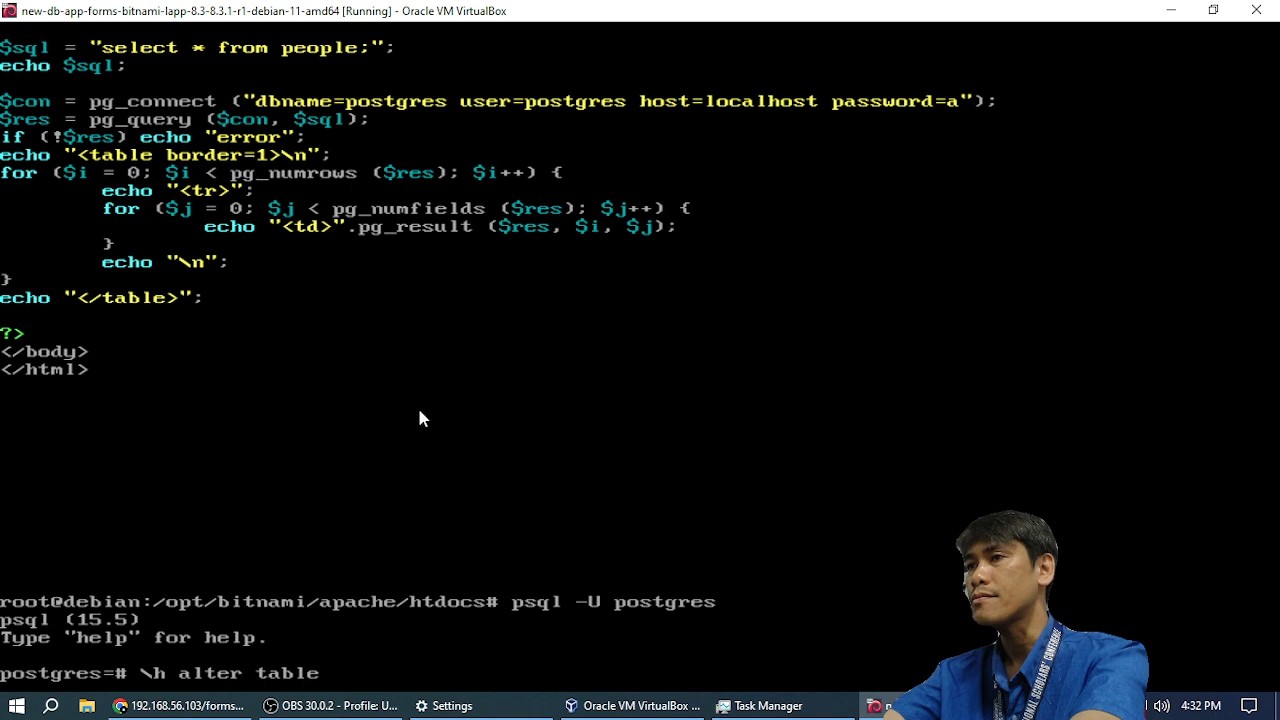 new-db-app-forms-bitnami-lapp-8.3-8.3.1-r1-debian-11-amd64 [Running] - Oracle VM VirtualBox
$sql = "select * from people;";
echo $sql;
$con = pg_connect ("dbname=postgres user=postgres host=localhost password=a");
$res = pg_query ($con, $sql);
if (!$res) echo "error";
echo "<table border=1>\n";
for ($i = 0; $i < pg_numrows ($res); $i++) {
echo "<tr>";
for ($j = 0; $j < pg_numfields ($res); $j++) {
echo "<td>".pg_result ($res, $i, $j);
}
echo "\n";
}
echo "</table>";
?>
</body>
</html>
root@debian:/opt/bitnami/apache/htdocs# psql -U postgres
psql (15.5)
Type "help" for help.
postgres=# \h alter table
192.168.56.103/forms... OBS 30.0.2 - Profile: U... Settings Oracle VM VirtualBox ... Task Manager 4:32 PM